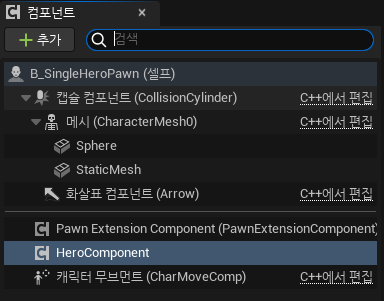 컴포넌트
추가
검색
B_SingleHeroPawn (셀프)
캡슐 컴포넌트 (CollisionCylinder) C++에서 편집
메시 (CharacterMesh0) C++에서 편집
Sphere
StaticMesh
화살표 컴포넌트 (Arrow) C++에서 편집
Pawn Extension Component (PawnExtensionComponent)
HeroComponent
캐릭터 무브먼트 (CharMoveComp) C++에서 편집